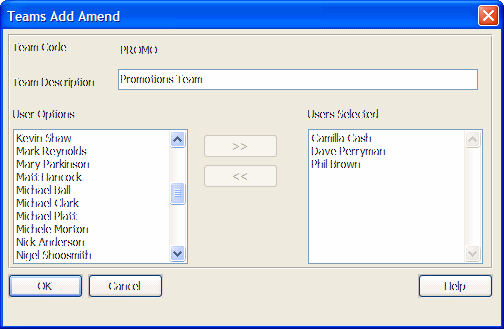 Teams Add Amend
Team Code PROMO
Team Description Promotions Team
User Options Users Selected
Kevin Shaw
Mark Reynolds
Mary Parkinson
Matt Hancock
Michael Ball
Michael Clark
Michael Platt
Michele Morton
Nick Anderson
Nigel Shoosmith
>>
<<
Camilla Cash
Dave Perryman
Phil Brown
OK Cancel Help